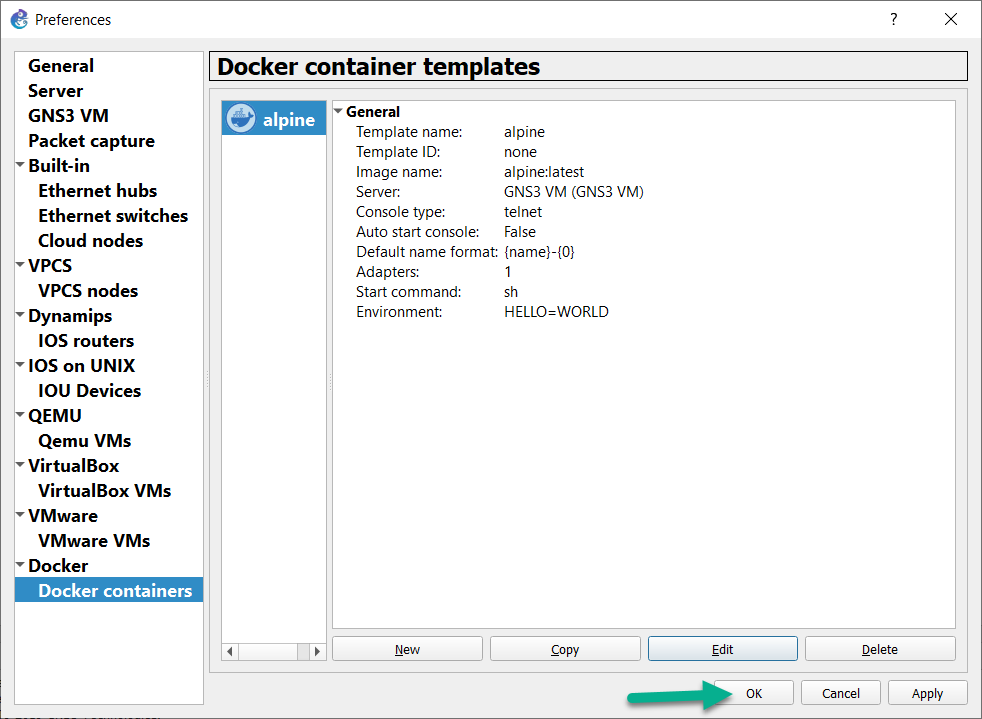 Preferences
?
General
Server
GNS3 VM
Packet capture
Built-in
Ethernet hubs
Ethernet switches
Cloud nodes
VPCS
VPCS nodes
Dynamips
IOS routers
IOS on UNIX
IOU Devices
QEMU
Qemu VMs
VirtualBox
VirtualBox VMs
VMware
VMware VMs
Docker
Docker containers
Docker container templates
alpine
General
Template name: alpine
Template ID: none
Image name: alpine:latest
Server: GNS3 VM (GNS3 VM)
Console type: telnet
Auto start console: False
Default name format: {name}-{0}
Adapters: 1
Start command: sh
Environment: HELLO=WORLD
New Copy Edit Delete
OK Cancel Apply